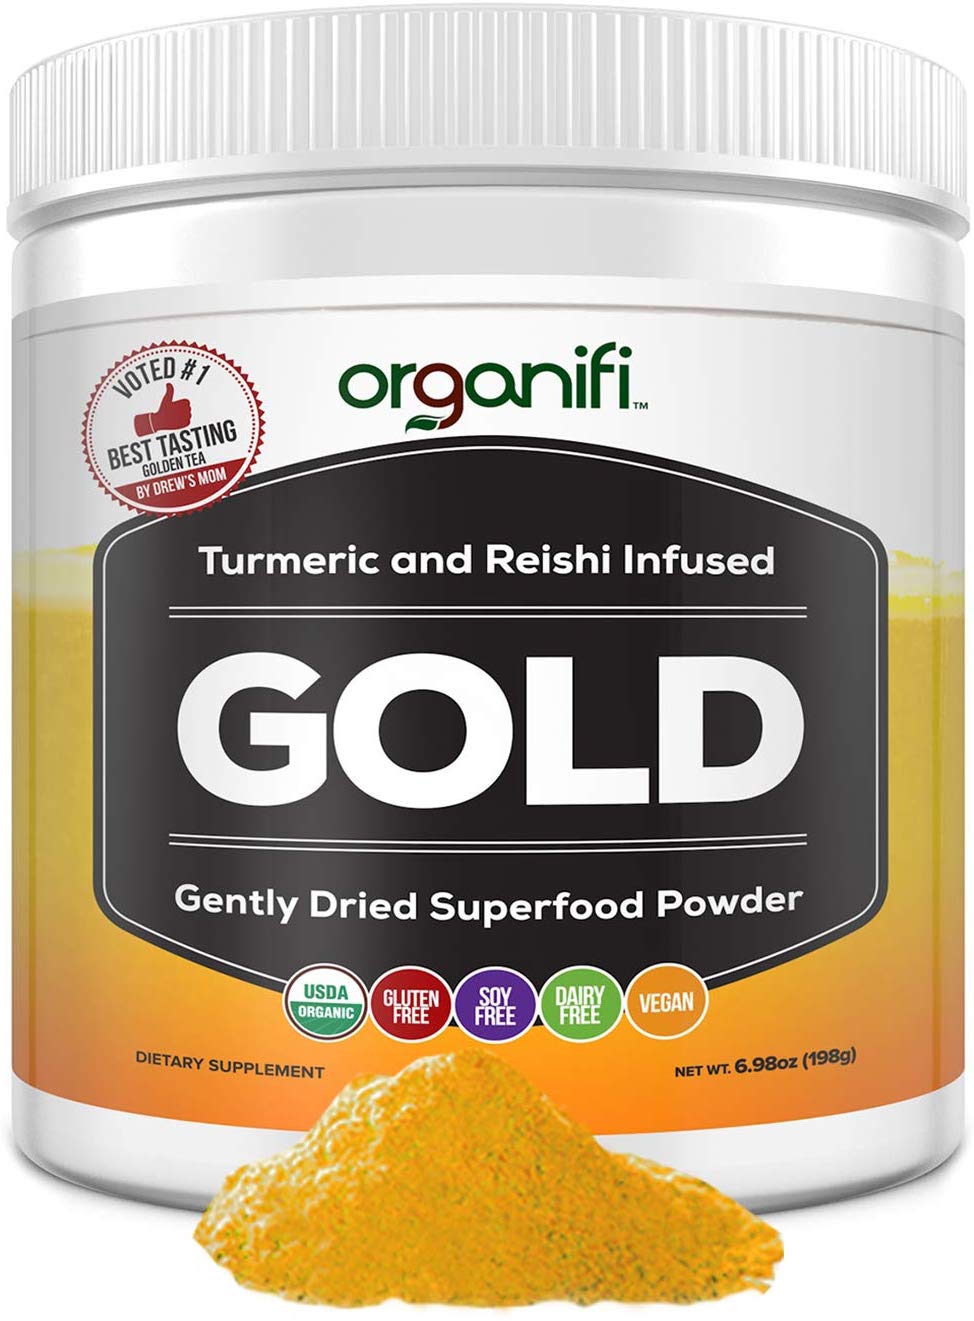 organifi™
VOTED #1
BEST TASTING
GOLDEN TEA
BY DREW'S MOM
Turmeric and Reishi Infused
GOLD
Gently Dried Superfood Powder
USDA
ORGANIC
GLUTEN
FREE
SOY
FREE
DAIRY
FREE
VEGAN
DIETARY SUPPLEMENT
NET WT. 6.98oz (198g)